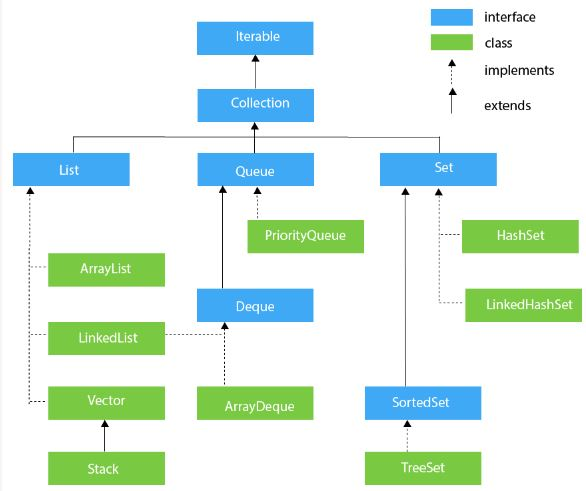 Iterable
interface
class
implements
extends
Collection
List
Queue
Set
PriorityQueue
HashSet
ArrayList
Deque
LinkedHashSet
LinkedList
Vector
ArrayDeque
SortedSet
Stack
TreeSet